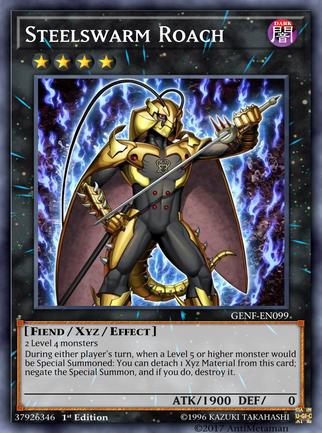 STEELSWARM ROACH
DARK
闇
GENF-EN099
[FIEND / XYZ / EFFECT]
2 Level 4 monsters
During either player's turn, when a Level 5 or higher monster
would be Special Summoned: You can detach 1 Xyz Material from this card;
negate the Special Summon, and if you do, destroy it.
ATK/1900 DEF/ 0
37926346 1st Edition ©1996 KAZUKI TAKAHASHI
©2017 AntiMetaman